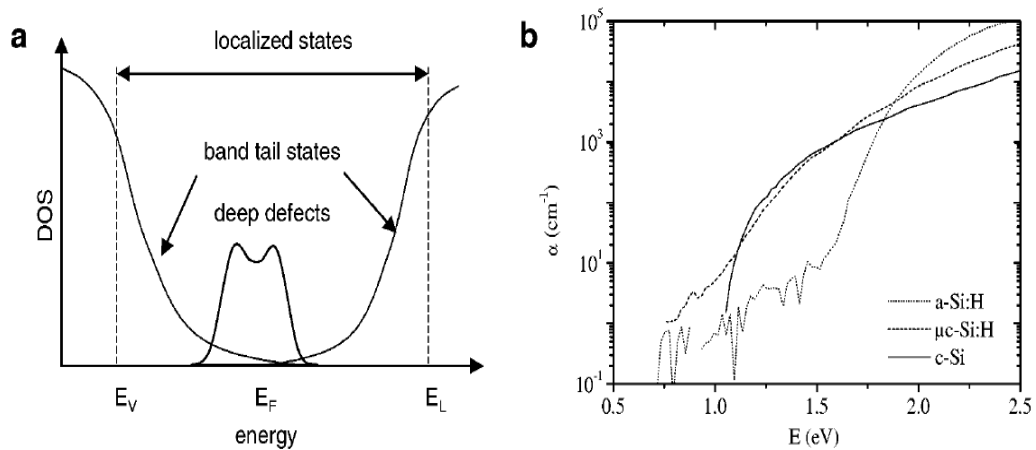 a
localized states
band tail states
deep defects
DOS
E_V
E_F
E_L
energy
b
10^5
10^3
10^1
10^-1
α (cm^-1)
a-Si:H
μc-Si:H
c-Si
0.5 1.0 1.5 2.0 2.5
E (eV)